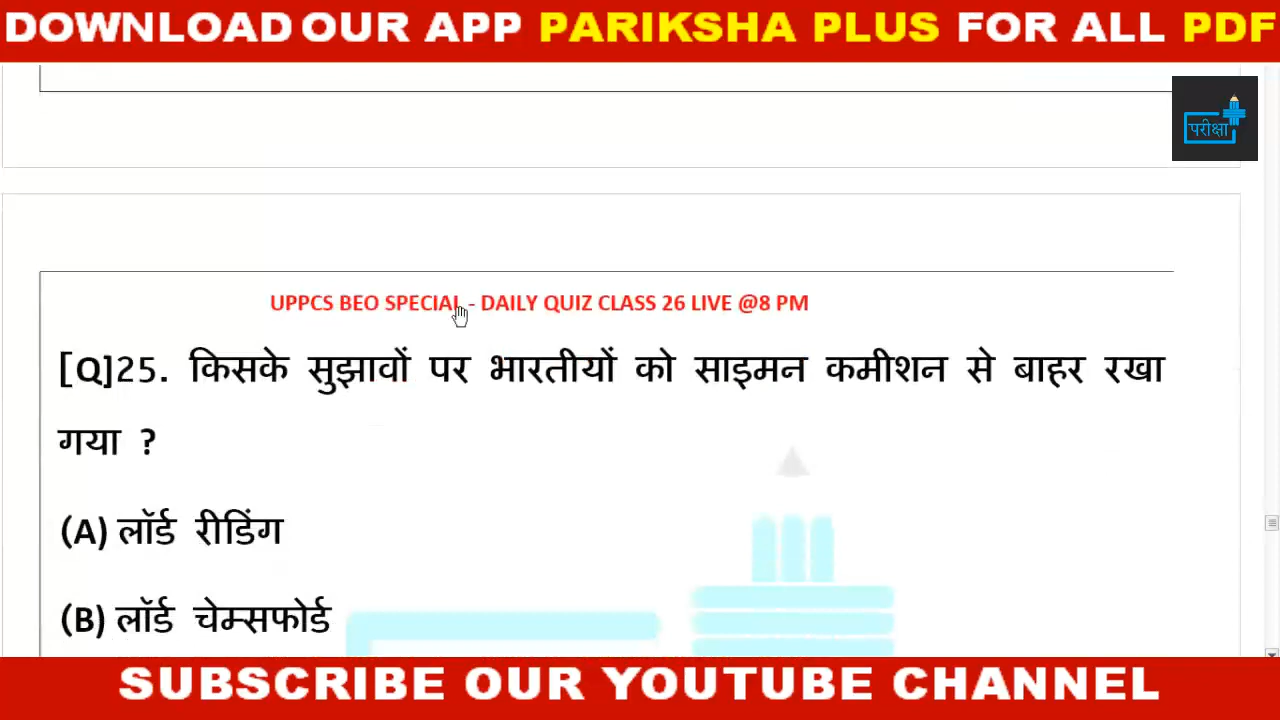 DOWNLOAD OUR APP PARIKSHA PLUS FOR ALL PDF
परीक्षा
UPPCS BEO SPECIAL - DAILY QUIZ CLASS 26 LIVE @8 PM
[Q]25. किसके सुझावों पर भारतीयों को साइमन कमीशन से बाहर रखा
गया ?
(A) लॉर्ड रीडिंग
(B) लॉर्ड चेम्सफोर्ड
SUBSCRIBE OUR YOUTUBE CHANNEL